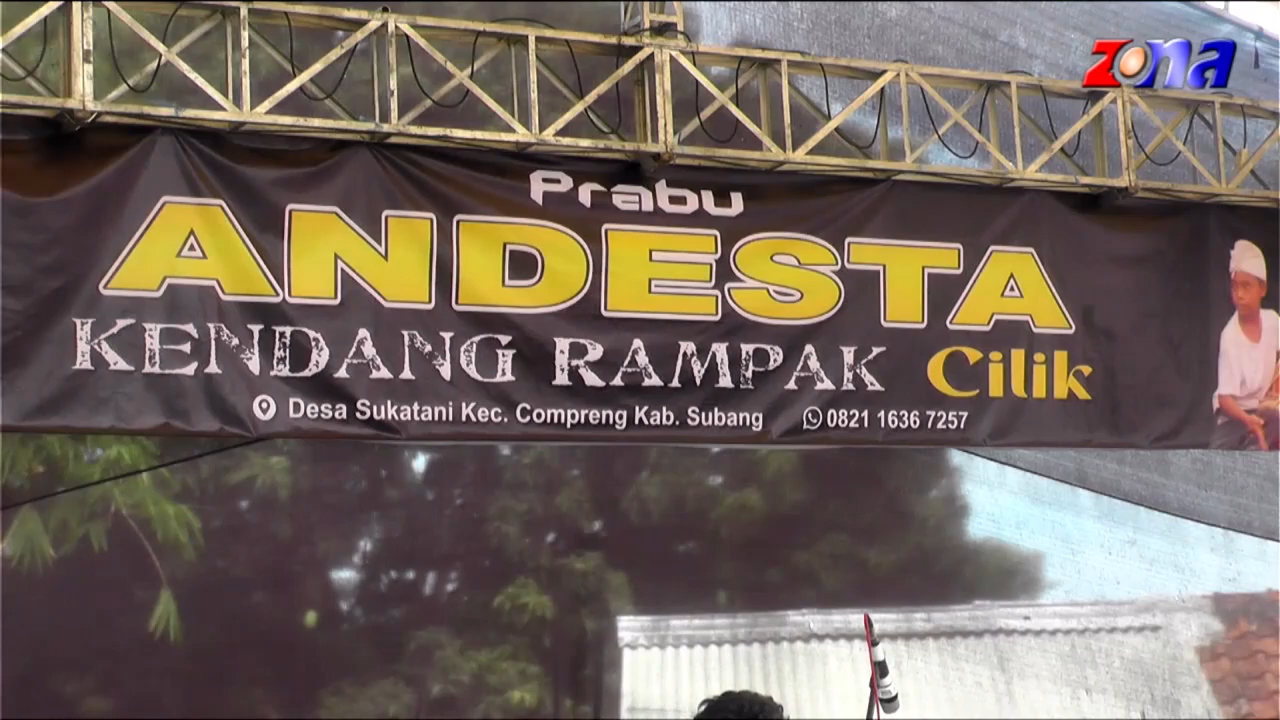 zona
Prabu
ANDESTA
KENDANG RAMPAK Cilik
Desa Sukatani Kec. Compreng Kab. Subang 0821 1636 7257